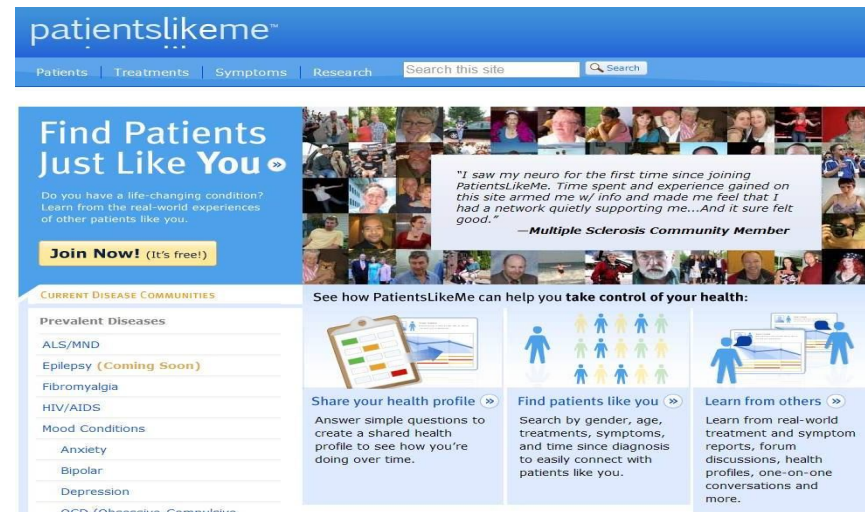 patientslikeme™
Patients | Treatments | Symptoms | Research
Search this site
Search
Find Patients
Just Like You
Do you have a life-changing condition?
Learn from the real-world experiences
of other patients like you.
Join Now! (It's free!)
"I saw my neuro for the first time since joining
PatientsLikeMe. Time spent and experience gained on
this site armed me w/ info and made me feel that I
had a network quietly supporting me...And it sure felt
good."
—Multiple Sclerosis Community Member
CURRENT DISEASE COMMUNITIES
Prevalent Diseases
ALS/MND
Epilepsy (Coming Soon)
Fibromyalgia
HIV/AIDS
Mood Conditions
Anxiety
Bipolar
Depression
OCD (Obsessive-Compulsive
See how PatientsLikeMe can help you take control of your health:
Share your health profile
Answer simple questions to
create a shared health
profile to see how you're
doing over time.
Find patients like you
Search by gender, age,
treatments, symptoms,
and time since diagnosis
to easily connect with
patients like you.
Learn from others
Learn from real-world
treatment and symptom
reports, forum
discussions, health
profiles, one-on-one
conversations and
more.